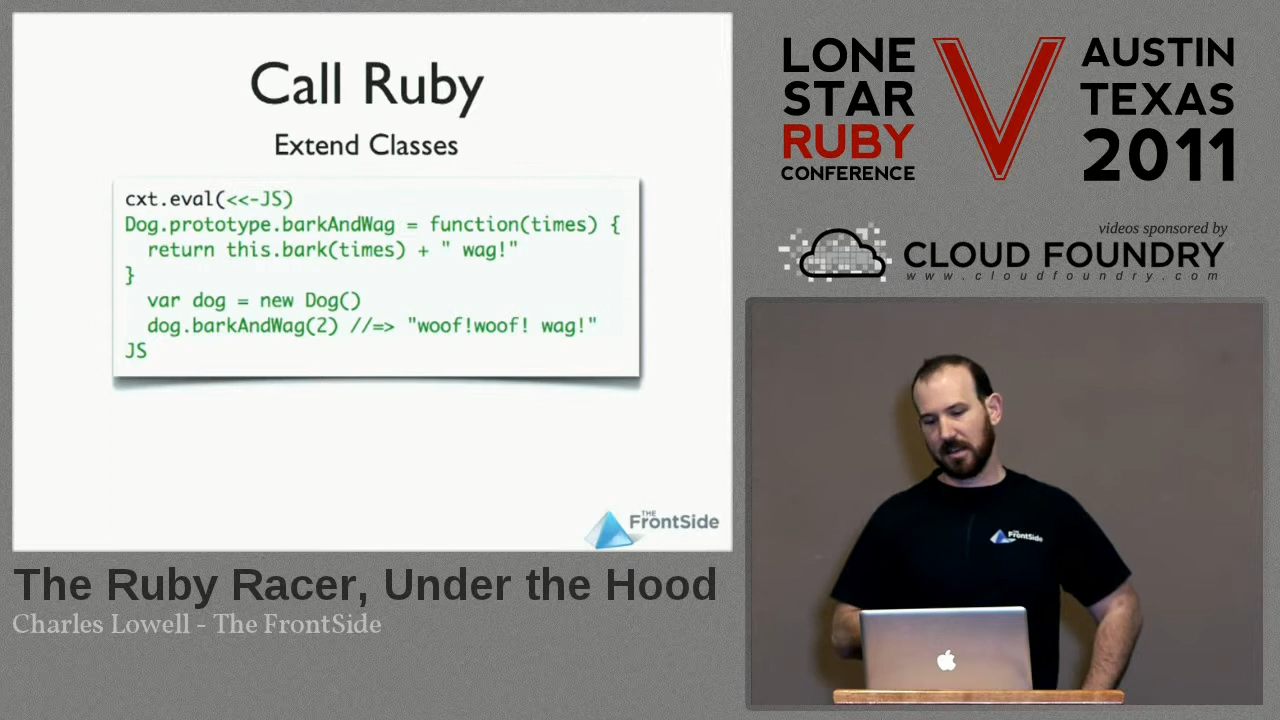 Call Ruby
Extend Classes
cxt.eval(<<-JS)
Dog.prototype.barkAndWag = function(times) {
  return this.bark(times) + " wag!"
}
  var dog = new Dog()
  dog.barkAndWag(2) //=> "woof!woof! wag!"
JS
THE
FrontSide
The Ruby Racer, Under the Hood
Charles Lowell - The FrontSide
LONE
STAR
RUBY
CONFERENCE
V
AUSTIN
TEXAS
2011
videos sponsored by
CLOUD FOUNDRY
www.cloudfoundry.com
THE
FrontSide